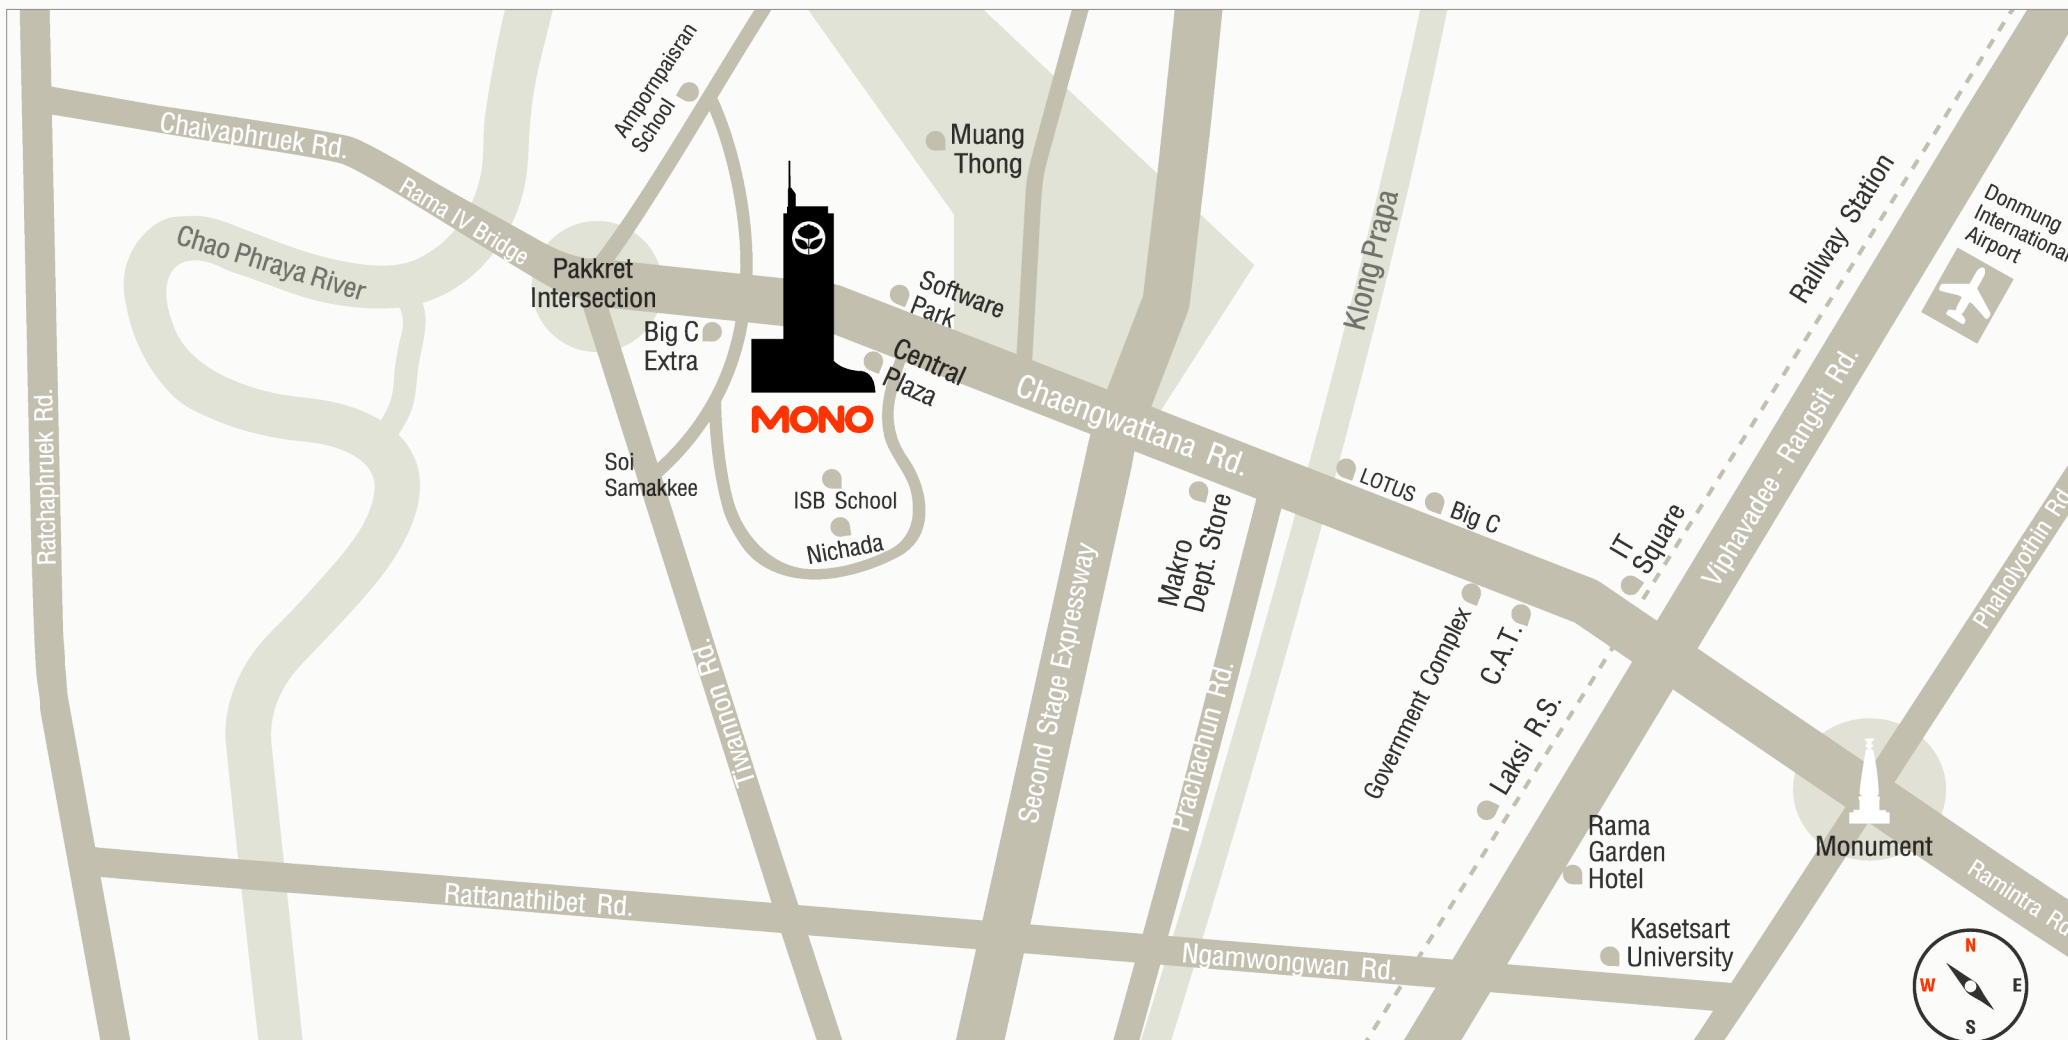 Ampornpaisran
School
Chaiyaphruek Rd.
Muang
Thong
Rama IV Bridge
Chao Phraya River
Pakkret
Intersection
Software
Park
Big C
Extra
Central
Plaza
MONO
Klong Prapa
Railway Station
Donmung
International
Airport
Chaengwattana Rd.
Viphavadee - Rangsit Rd.
Ratchaphruek Rd.
Soi
Samakkee
ISB School
Nichada
LOTUS
Big C
Makro
Dept. Store
IT
Square
Phaholyothin Rd
Second Stage Expressway
Tiwannon Rd.
Prachachun Rd.
Government Complex
C.A.T.
Laksi R.S.
Rama
Garden
Hotel
Monument
Ramintra Rd
Rattanathibet Rd.
Ngamwongwan Rd.
Kasetsart
University
N
W E
S